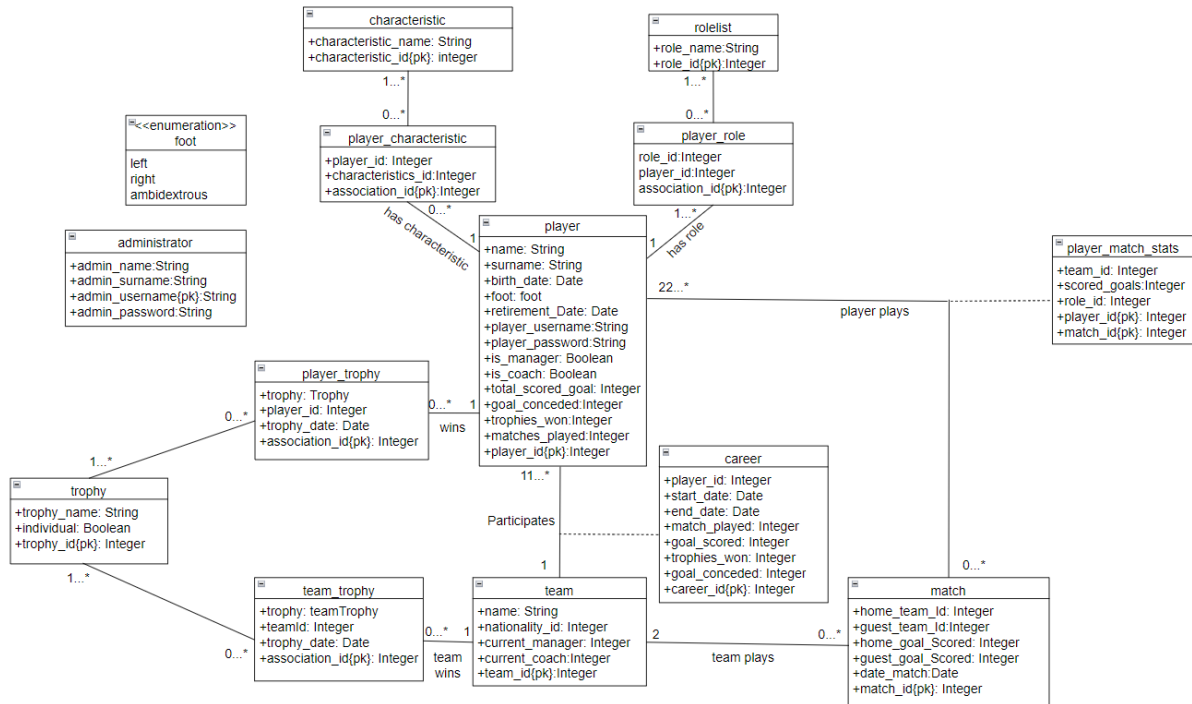 characteristic
+characteristic_name: String
+characteristic_id{pk}: integer
1...*
0...*
rolelist
+role_name:String
+role_id{pk}:Integer
1...*
0...*
<<enumeration>>
foot
left
right
ambidextrous
player_characteristic
+player_id: Integer
+characteristics_id:Integer
+association_id{pk}:Integer
0...*
has characteristic
1
player_role
role_id:Integer
player_id:Integer
association_id{pk}:Integer
1...*
has role
1
administrator
+admin_name:String
+admin_surname:String
+admin_username{pk}:String
+admin_password:String
player
+name: String
+surname: String
+birth_date: Date
+foot: foot
+retirement_Date: Date
+player_username:String
+player_password:String
+is_manager: Boolean
+is_coach: Boolean
+total_scored_goal: Integer
+goal_conceded:Integer
+trophies_won:Integer
+matches_played:Integer
+player_id{pk}:Integer
22...*
player plays
player_match_stats
+team_id: Integer
+scored_goals:Integer
+role_id: Integer
+player_id{pk}: Integer
+match_id{pk}: Integer
player_trophy
+trophy: Trophy
+player_id: Integer
+trophy_date: Date
+association_id{pk}: Integer
0...*
0...*
1
wins
1...*
trophy
+trophy_name: String
+individual: Boolean
+trophy_id{pk}: Integer
1...*
11...*
Participates
1
career
+player_id: Integer
+start_date: Date
+end_date: Date
+match_played: Integer
+goal_scored: Integer
+trophies_won: Integer
+goal_conceded: Integer
+career_id{pk}: Integer
0...*
team_trophy
+trophy: teamTrophy
+teamId: Integer
+trophy_date: Date
+association_id{pk}: Integer
0...*
0...*
1
team
wins
team
+name: String
+nationality_id: Integer
+current_manager: Integer
+current_coach:Integer
+team_id{pk}:Integer
2
0...*
team plays
match
+home_team_Id: Integer
+guest_team_Id:Integer
+home_goal_Scored: Integer
+guest_goal_Scored: Integer
+date_match:Date
+match_id{pk}: Integer